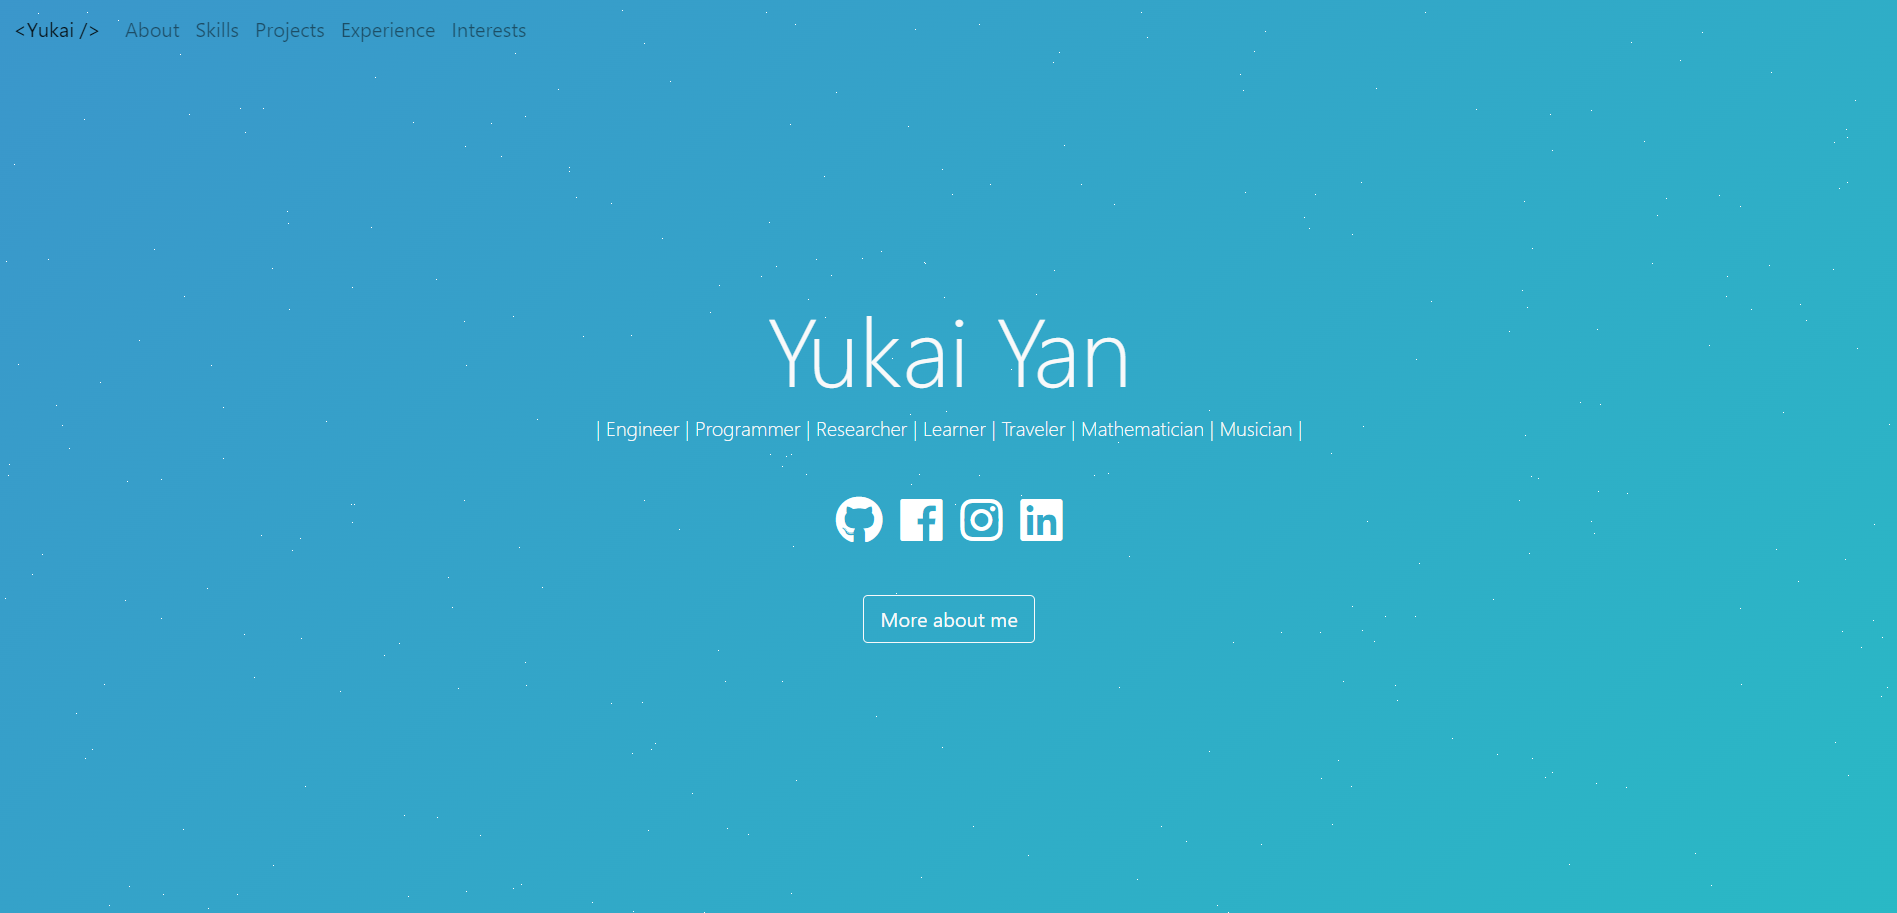 <Yukai /> About Skills Projects Experience Interests
Yukai Yan
| Engineer | Programmer | Researcher | Learner | Traveler | Mathematician | Musician |
More about me